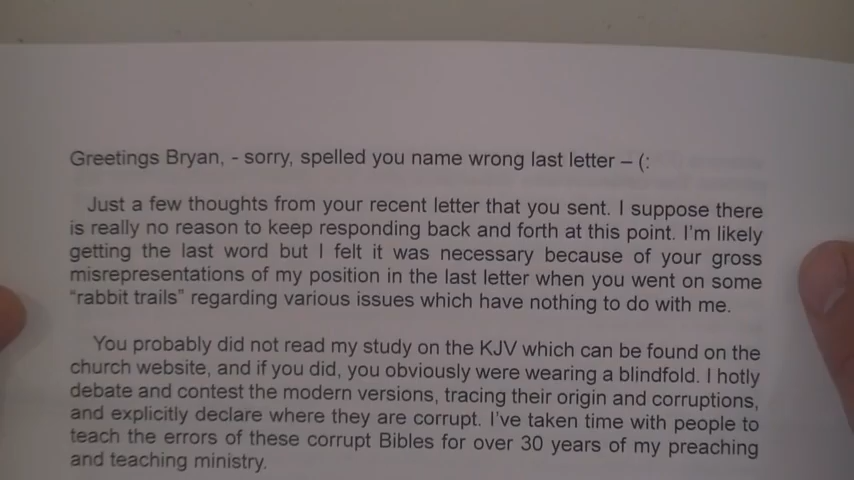 Greetings Bryan, - sorry, spelled you name wrong last letter – (:
Just a few thoughts from your recent letter that you sent. I suppose there
is really no reason to keep responding back and forth at this point. I'm likely
getting the last word but I felt it was necessary because of your gross
misrepresentations of my position in the last letter when you went on some
“rabbit trails” regarding various issues which have nothing to do with me.
You probably did not read my study on the KJV which can be found on the
church website, and if you did, you obviously were wearing a blindfold. I hotly
debate and contest the modern versions, tracing their origin and corruptions,
and explicitly declare where they are corrupt. I've taken time with people to
teach the errors of these corrupt Bibles for over 30 years of my preaching
and teaching ministry.